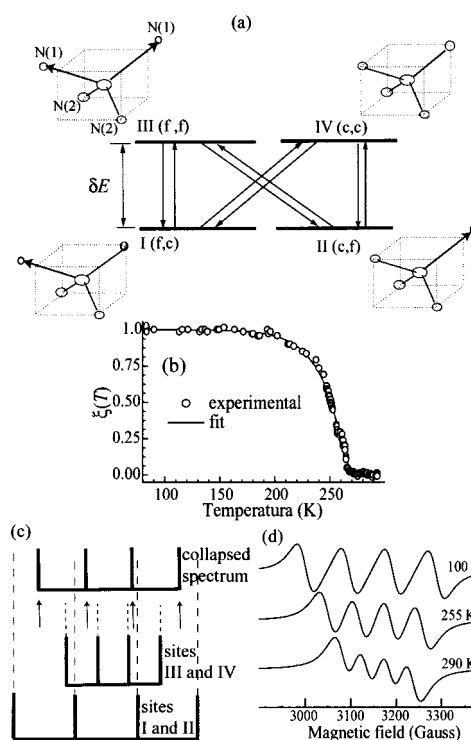 (a)
N(1)
N(1)
N(2)
N(2)
III (f ,f)
IV (c,c)
δE
I (f,c)
II (c,f)
(b)
ξ(T)
1.0
0.75
0.50
0.25
0.00
experimental
fit
100
150
200
250
Temperatura (K)
(c)
collapsed
spectrum
sites
III and IV
sites
I and II
(d)
100
255 K
290 K
3000
3100
3200
3300
Magnetic field (Gauss)